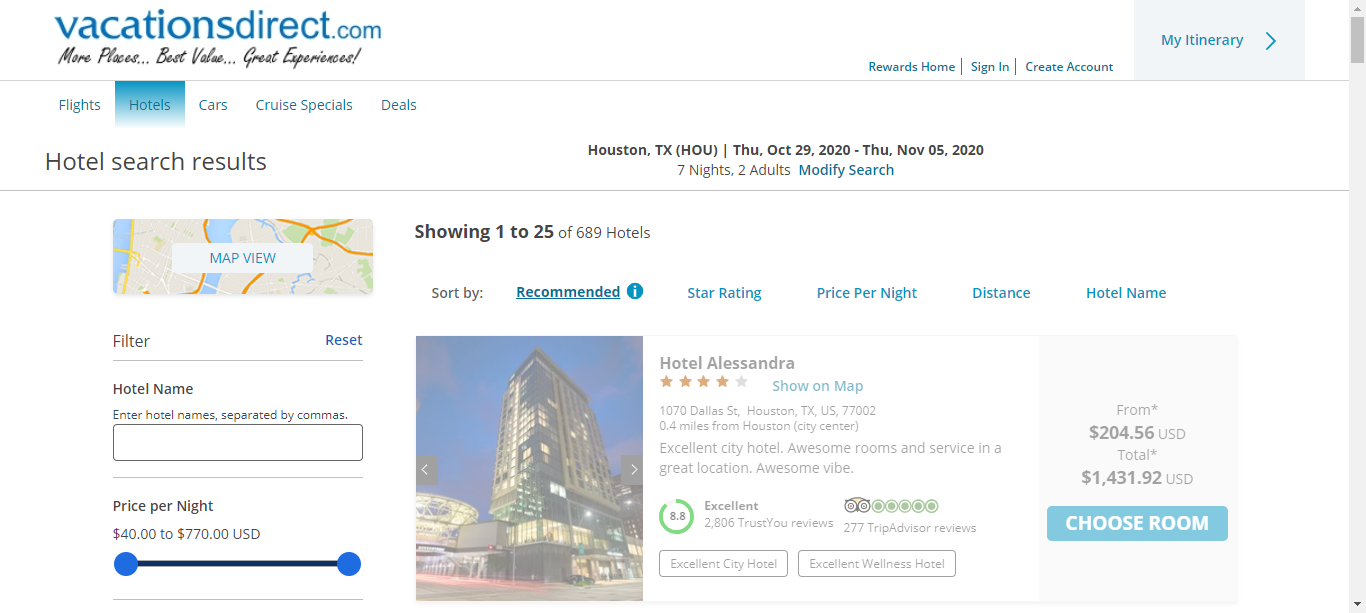 vacationsdirect.com
More Places... Best Value... Great Experiences!
My Itinerary
Rewards Home
Sign In
Create Account
Flights
Hotels
Cars
Cruise Specials
Deals
Hotel search results
Houston, TX (HOU) | Thu, Oct 29, 2020 - Thu, Nov 05, 2020
7 Nights, 2 Adults Modify Search
MAP VIEW
Filter
Reset
Hotel Name
Enter hotel names, separated by commas.
Price per Night
$40.00 to $770.00 USD
Showing 1 to 25 of 689 Hotels
Sort by:
Recommended
i
Star Rating
Price Per Night
Distance
Hotel Name
Hotel Alessandra
Show on Map
1070 Dallas St, Houston, TX, US, 77002
0.4 miles from Houston (city center)
Excellent city hotel. Awesome rooms and service in a
great location. Awesome vibe.
8.8
Excellent
2,806 TrustYou reviews
277 TripAdvisor reviews
Excellent City Hotel
Excellent Wellness Hotel
From*
$204.56 USD
Total*
$1,431.92 USD
CHOOSE ROOM